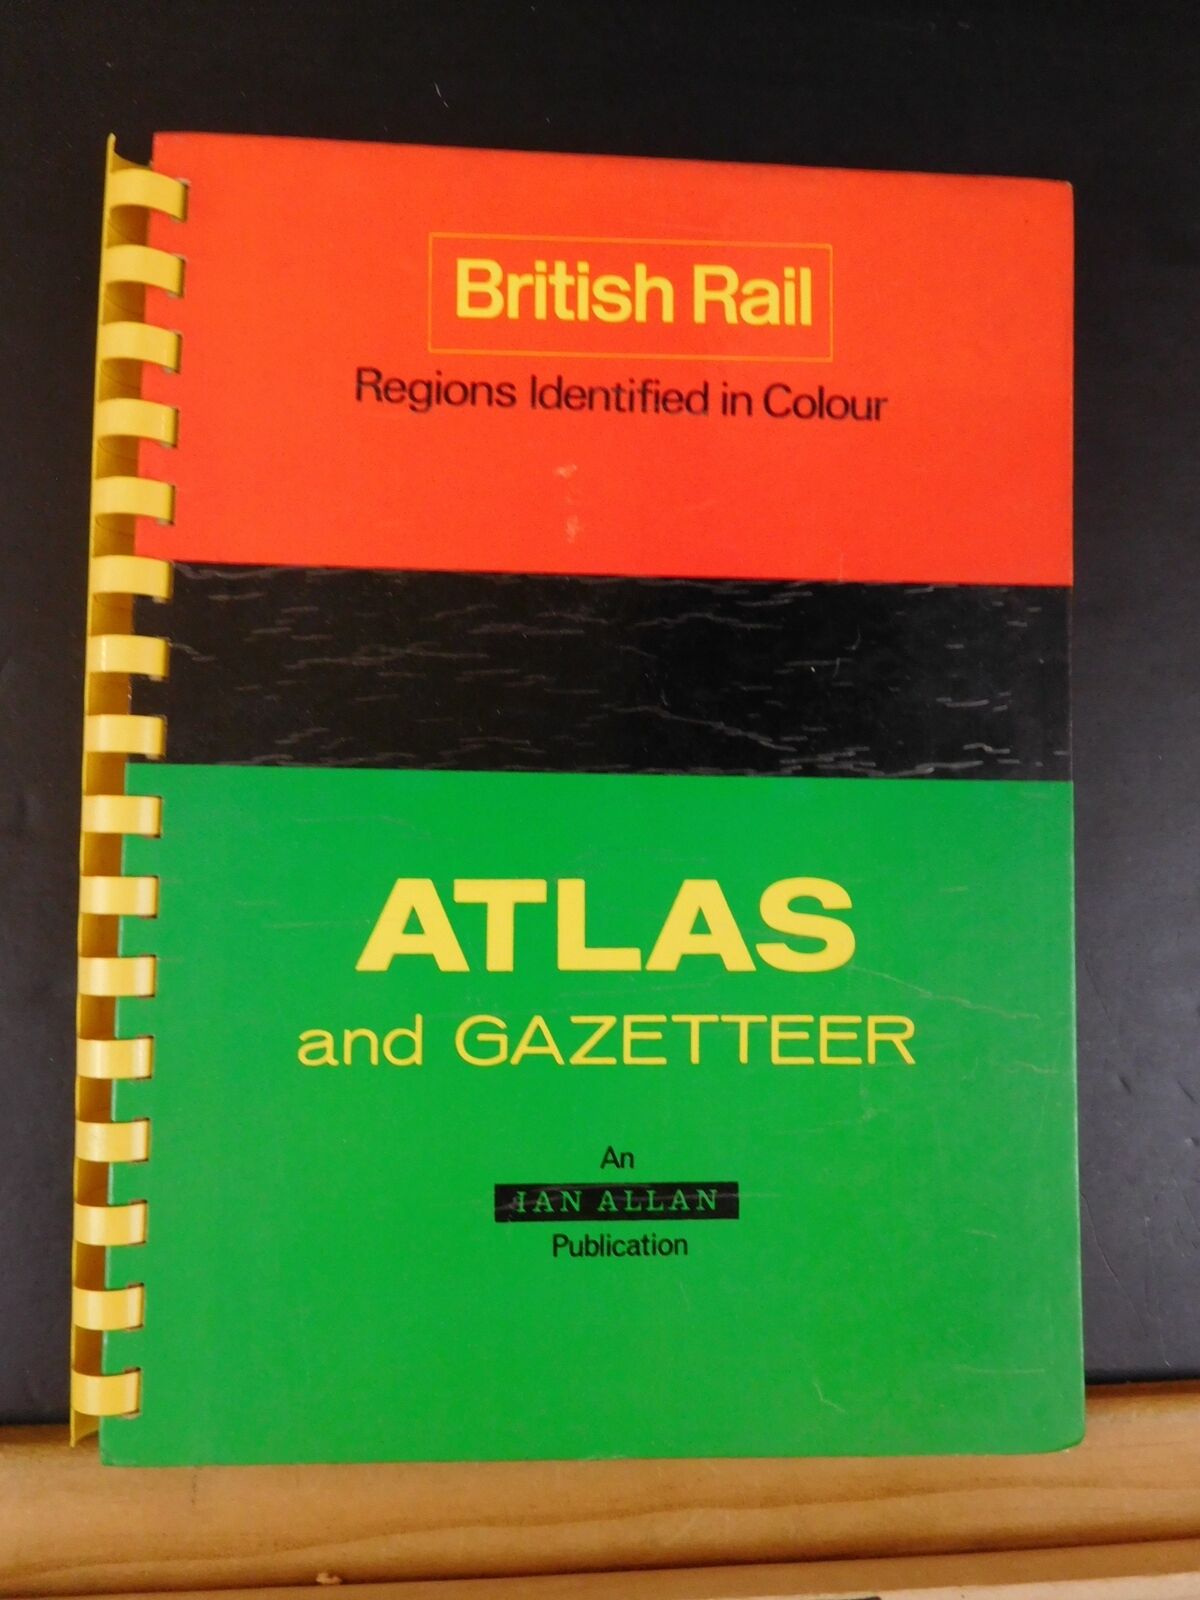 British Rail
Regions Identified in Colour
ATLAS
and GAZETTEER
An
IAN ALLAN
Publication